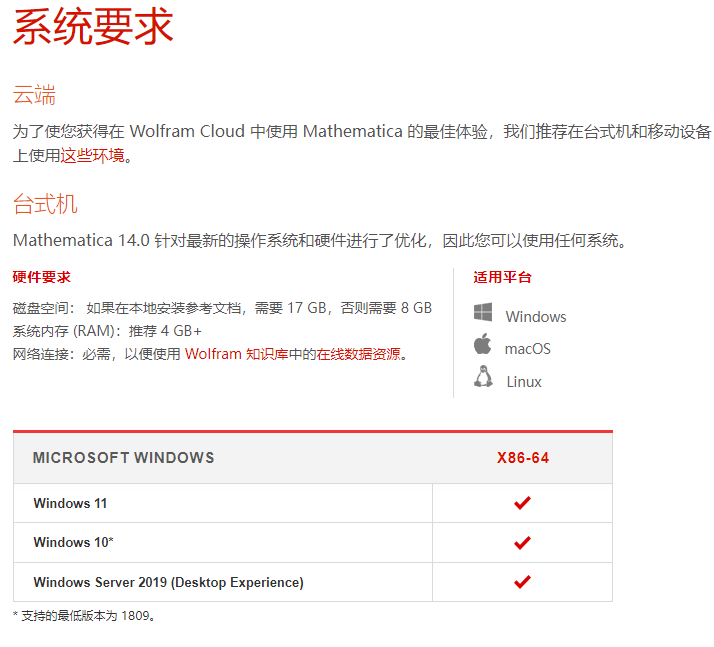 系统要求
云端
为了使您获得在 Wolfram Cloud 中使用 Mathematica 的最佳体验，我们推荐在台式机和移动设备
上使用这些环境。
台式机
Mathematica 14.0 针对最新的操作系统和硬件进行了优化，因此您可以使用任何系统。
硬件要求
磁盘空间： 如果在本地安装参考文档，需要 17 GB，否则需要 8 GB
系统内存 (RAM)：推荐 4 GB+
网络连接：必需，以便使用 Wolfram 知识库中的在线数据资源。
适用平台
Windows
macOS
Linux
MICROSOFT WINDOWS X86-64
Windows 11
Windows 10*
Windows Server 2019 (Desktop Experience)
* 支持的最低版本为 1809。